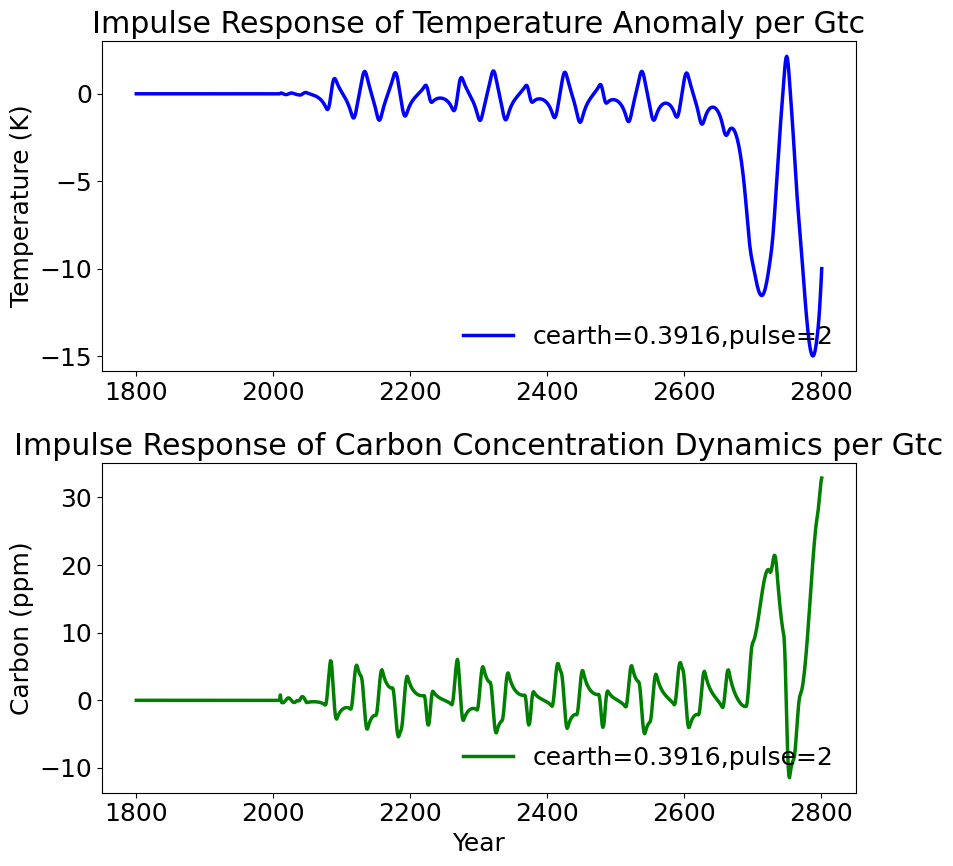 Impulse Response of Temperature Anomaly per Gtc
Temperature (K)
0
−5
−10
−15
cearth=0.3916,pulse=2
1800 2000 2200 2400 2600 2800
Impulse Response of Carbon Concentration Dynamics per Gtc
Carbon (ppm)
30
20
10
0
−10
cearth=0.3916,pulse=2
1800 2000 2200 2400 2600 2800
Year